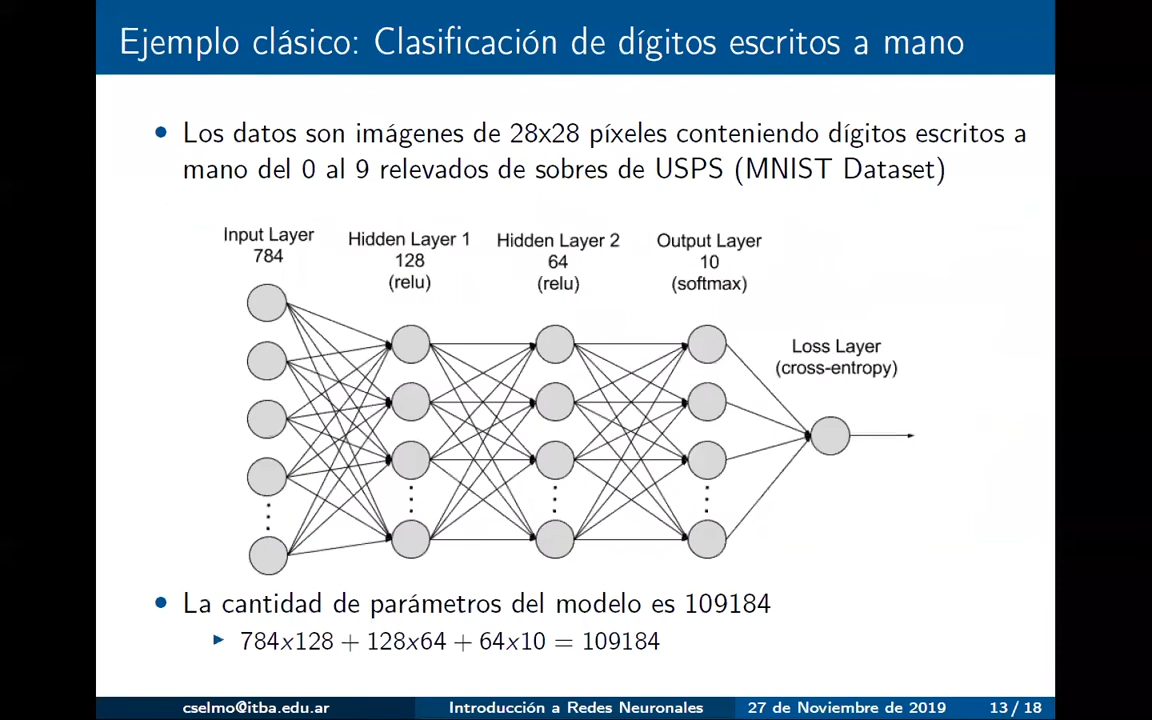 Ejemplo clásico: Clasificación de dígitos escritos a mano
Los datos son imágenes de 28x28 píxeles conteniendo dígitos escritos a
mano del 0 al 9 relevados de sobres de USPS (MNIST Dataset)
Input Layer
784
Hidden Layer 1
128
(relu)
Hidden Layer 2
64
(relu)
Output Layer
10
(softmax)
Loss Layer
(cross-entropy)
La cantidad de parámetros del modelo es 109184
784x128 + 128x64 + 64x10 = 109184
cselmo@itba.edu.ar Introducción a Redes Neuronales 27 de Noviembre de 2019 13 / 18